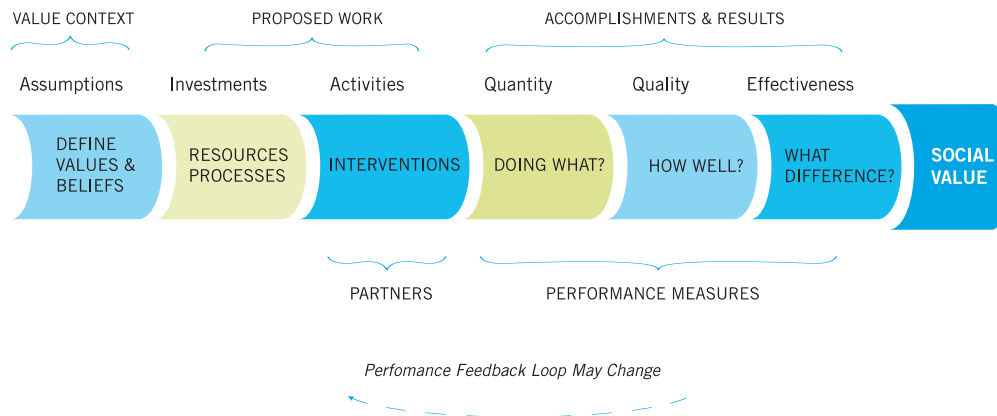 VALUE CONTEXT
PROPOSED WORK
ACCOMPLISHMENTS & RESULTS
Assumptions
Investments
Activities
Quantity
Quality
Effectiveness
DEFINE
VALUES &
BELIEFS
RESOURCES
PROCESSES
INTERVENTIONS
DOING WHAT?
HOW WELL?
WHAT
DIFFERENCE?
SOCIAL
VALUE
PARTNERS
PERFORMANCE MEASURES
Perfomance Feedback Loop May Change